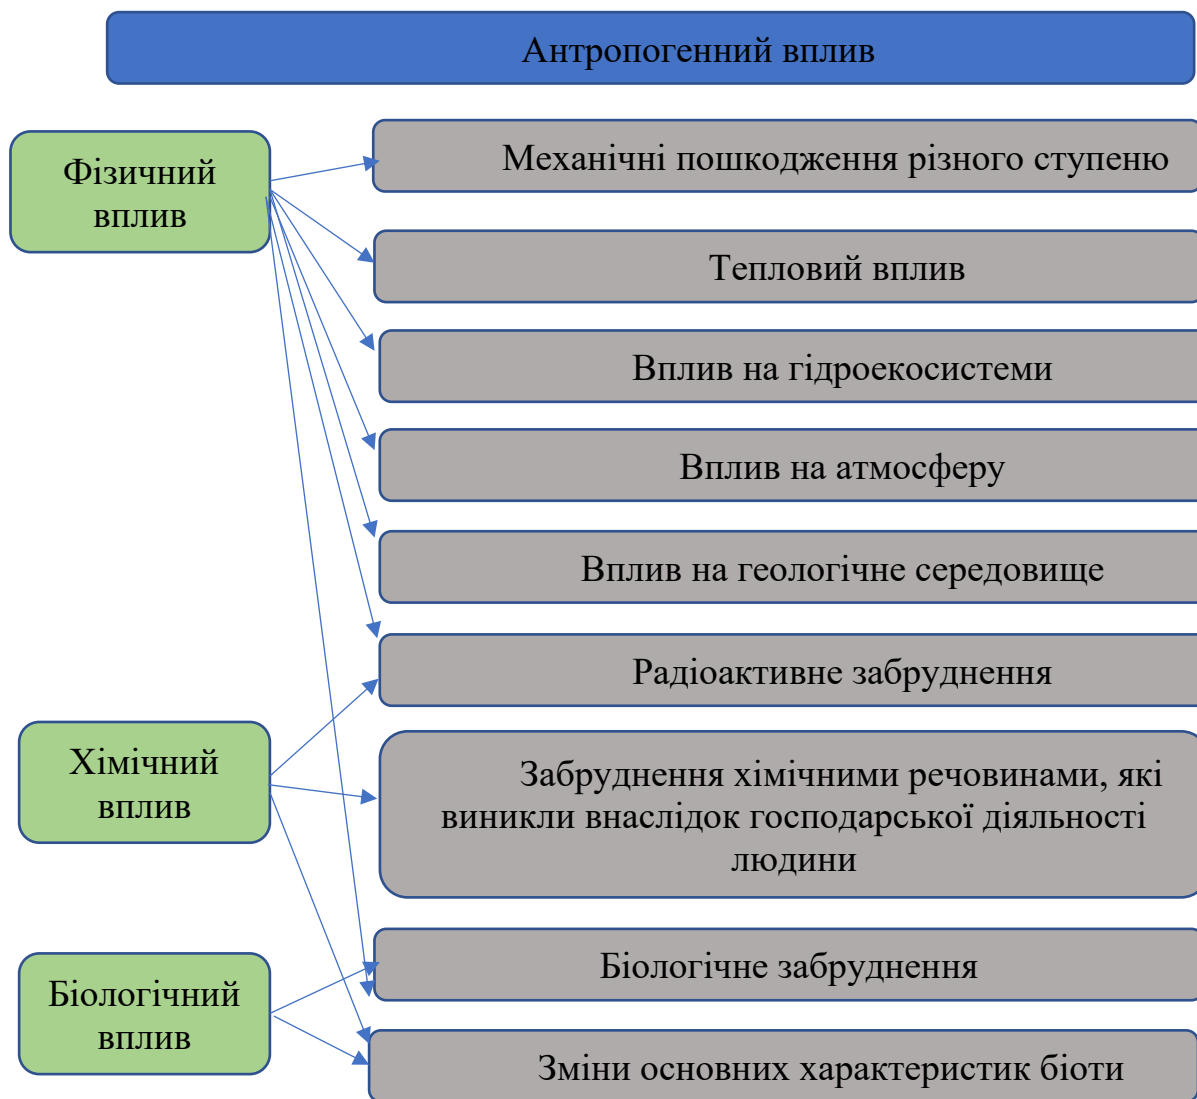 Антропогенний вплив
Фізичний
вплив
Механічні пошкодження різного ступеню
Тепловий вплив
Вплив на гідроекосистеми
Вплив на атмосферу
Вплив на геологічне середовище
Радіоактивне забруднення
Хімічний
вплив
Забруднення хімічними речовинами, які
виникли внаслідок господарської діяльності
людини
Біологічне забруднення
Біологічний
вплив
Зміни основних характеристик біоти